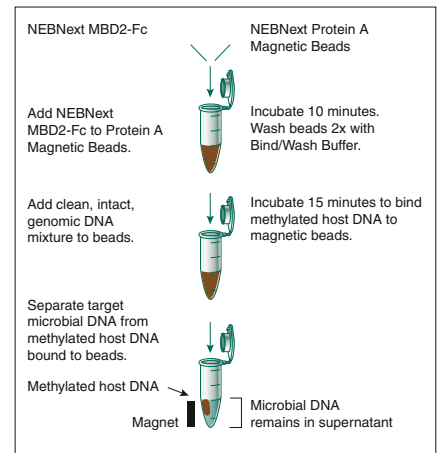 NEBNext MBD2-Fc
NEBNext Protein A
Magnetic Beads
Add NEBNext
MBD2-Fc to Protein A
Magnetic Beads.
Incubate 10 minutes.
Wash beads 2x with
Bind/Wash Buffer.
Add clean, intact,
genomic DNA
mixture to beads.
Incubate 15 minutes to bind
methylated host DNA to
magnetic beads.
Separate target
microbial DNA from
methylated host DNA
bound to beads.
Methylated host DNA
Magnet
Microbial DNA
remains in supernatant